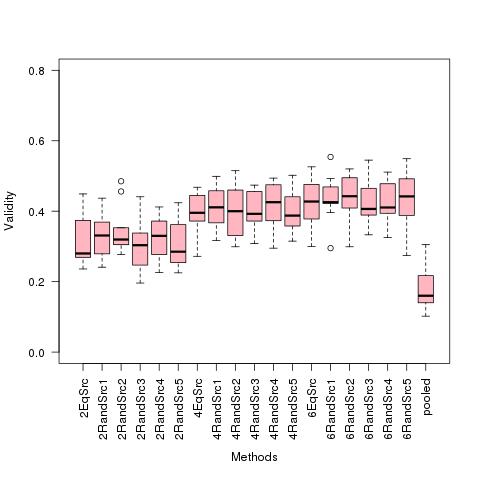 0.8
0.6
0.4
0.2
0.0
Validity
2EqSrc
2RandSrc1
2RandSrc2
2RandSrc3
2RandSrc4
2RandSrc5
4EqSrc
4RandSrc1
4RandSrc2
4RandSrc3
4RandSrc4
4RandSrc5
6EqSrc
6RandSrc1
6RandSrc2
6RandSrc3
6RandSrc4
6RandSrc5
pooled
Methods